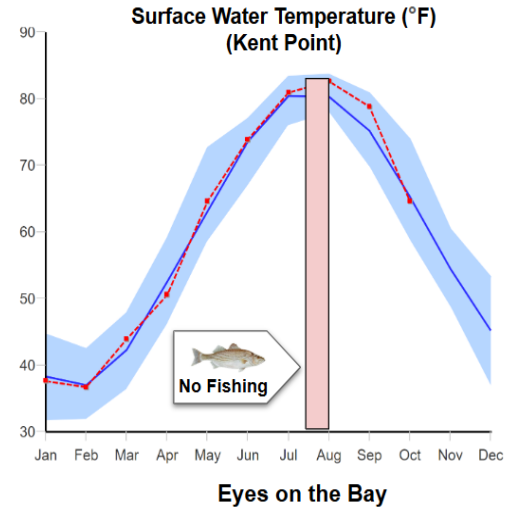 Surface Water Temperature (°F)
(Kent Point)
90
80
70
60
50
40
30
No Fishing
Jan Feb Mar Apr May Jun Jul Aug Sep Oct Nov Dec
Eyes on the Bay